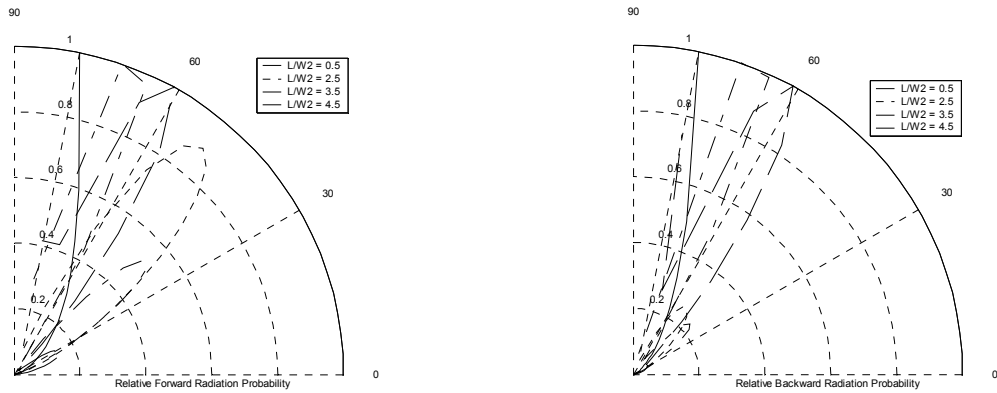 90
1
60
L/W2 = 0.5
L/W2 = 2.5
L/W2 = 3.5
L/W2 = 4.5
0.8
0.6
0.4
0.2
30
0
Relative Forward Radiation Probability
90
1
60
L/W2 = 0.5
L/W2 = 2.5
L/W2 = 3.5
L/W2 = 4.5
0.8
0.6
0.4
0.2
30
0
Relative Backward Radiation Probability